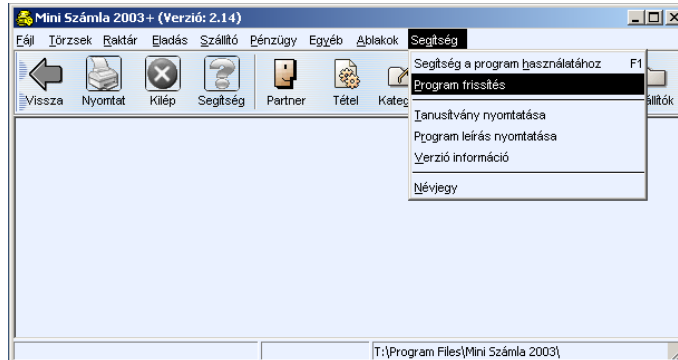 Mini Számla 2003+ (Verzió: 2.14)
Fájl Törzsek Raktár Eladás Szállító Pénzügy Egyéb Ablakok Segítség
Vissza Nyomtat Kilép Segítség Partner Tétel Kateg állítók
Segítség a program használatához F1
Program frissítés
Tanusítvány nyomtatása
Program leírás nyomtatása
Verzió információ
Névjegy
T:\Program Files\Mini Számla 2003\